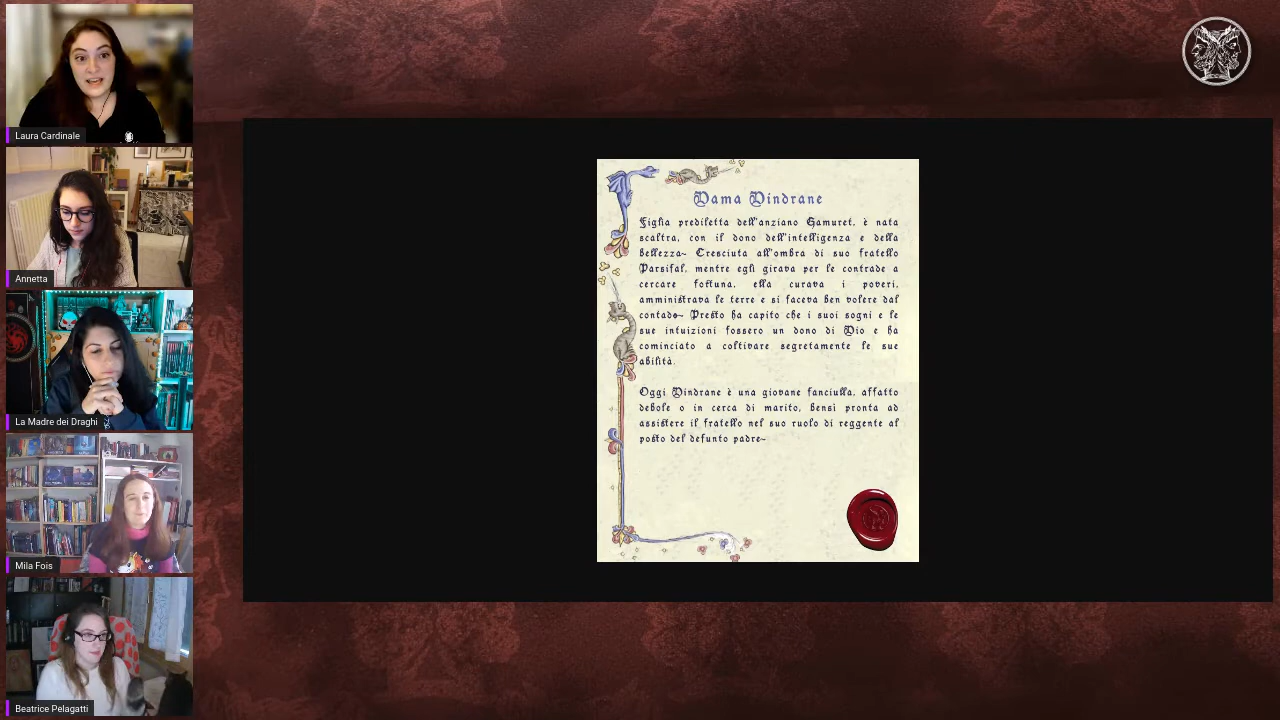 Laura Cardinale
Annetta
La Madre dei Draghi
Mila Fois
Beatrice Pelagatti
Dama Dindrane
Figlia prediletta dell'anziano Gamuret, è nata
scaltra, con il dono dell'intelligenza e della
bellezza~ Cresciuta all'ombra di suo fratello
Parsifal, mentre egli girava per le contrade a
cercare fortuna, ella curava i poveri,
amministrava le terre e si faceva ben volere dal
contado~ Presto ha capito che i suoi sogni e le
sue intuizioni fossero un dono di Dio e ha
cominciato a coltivare segretamente le sue
abilità.
Oggi Dindrane è una giovane fanciulla, affatto
debole o in cerca di marito, bensì pronta ad
assistere il fratello nel suo ruolo di reggente al
posto del defunto padre~